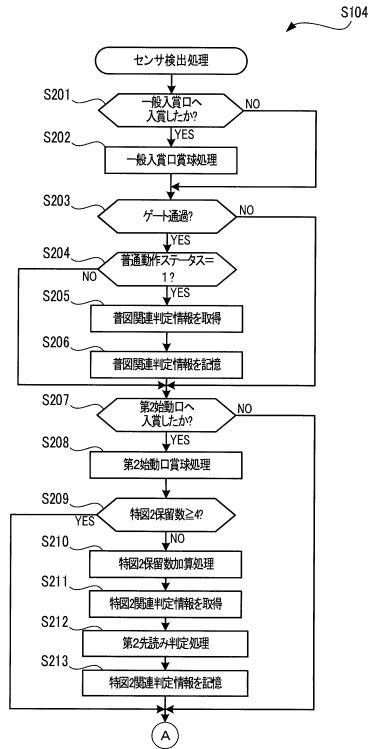 S104
センサ検出処理
S201
一般入賞口へ
入賞したか?
NO
YES
S202
一般入賞口賞球処理
S203
ゲート通過?
NO
YES
S204
普通動作ステータス＝
1?
NO
YES
S205
普図関連判定情報を取得
S206
普図関連判定情報を記憶
S207
第2始動口へ
入賞したか?
NO
YES
S208
第2始動口賞球処理
S209
特図2保留数≧4?
YES
NO
S210
特図2保留数加算処理
S211
特図2関連判定情報を取得
S212
第2先読み判定処理
S213
特図2関連判定情報を記憶
A